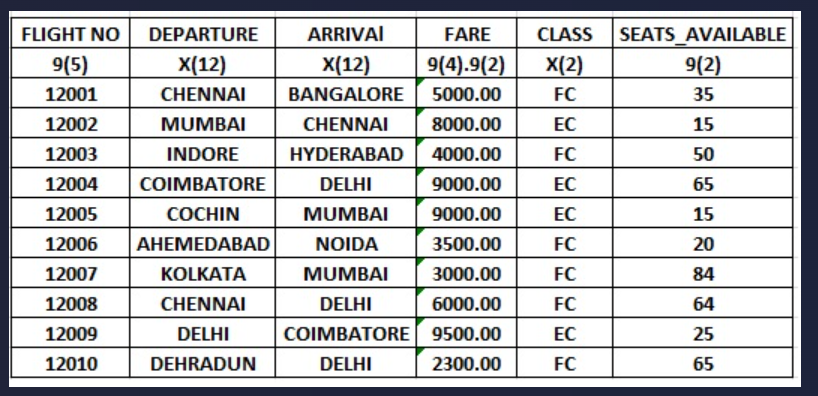 FLIGHT NO DEPARTURE ARRIVAl FARE CLASS SEATS_AVAILABLE
9(5) X(12) X(12) 9(4).9(2) X(2) 9(2)
12001 CHENNAI BANGALORE 5000.00 FC 35
12002 MUMBAI CHENNAI 8000.00 EC 15
12003 INDORE HYDERABAD 4000.00 FC 50
12004 COIMBATORE DELHI 9000.00 EC 65
12005 COCHIN MUMBAI 9000.00 EC 15
12006 AHEMEDABAD NOIDA 3500.00 FC 20
12007 KOLKATA MUMBAI 3000.00 FC 84
12008 CHENNAI DELHI 6000.00 FC 64
12009 DELHI COIMBATORE 9500.00 EC 25
12010 DEHRADUN DELHI 2300.00 FC 65